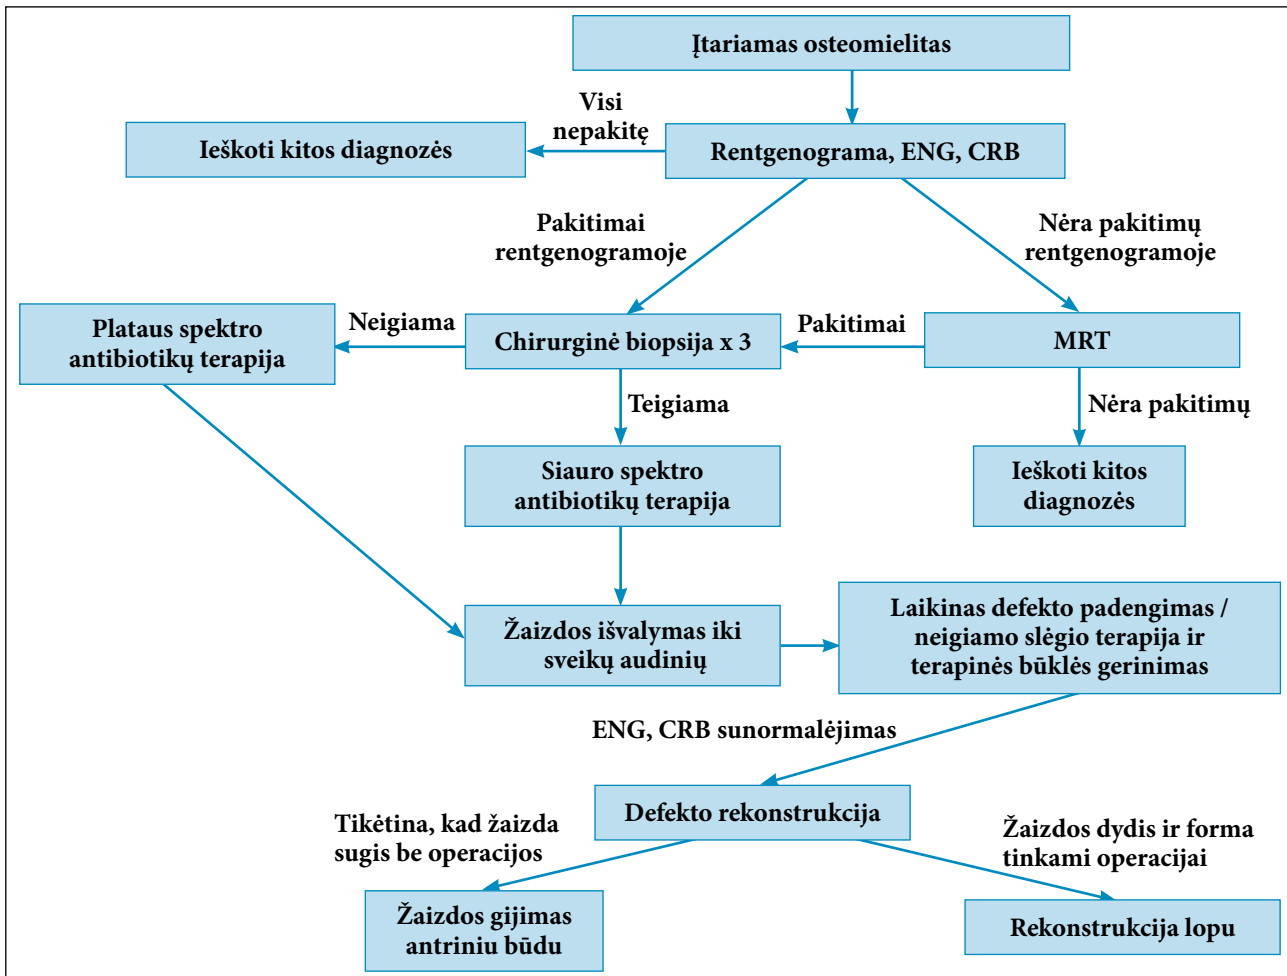 Įtariamas osteomielitas
Visi
nepakitę
Ieškoti kitos diagnozės
Rentgenograma, ENG, CRB
Pakitimai
rentgenogramoje
Nėra pakitimų
rentgenogramoje
Plataus spektro
antibiotikų terapija
Neigiama
Chirurginė biopsija x 3
Pakitimai
MRT
Teigiama
Nėra pakitimų
Siauro spektro
antibiotikų terapija
Ieškoti kitos
diagnozės
Žaizdos išvalymas iki
sveikų audinių
Laikinas defekto padengimas /
neigiamo slėgio terapija ir
terapinės būklės gerinimas
ENG, CRB sunormalėjimas
Defekto rekonstrukcija
Tikėtina, kad žaizda
sugis be operacijos
Žaizdos dydis ir forma
tinkami operacijai
Žaizdos gijimas
antriniu būdu
Rekonstrukcija lopu